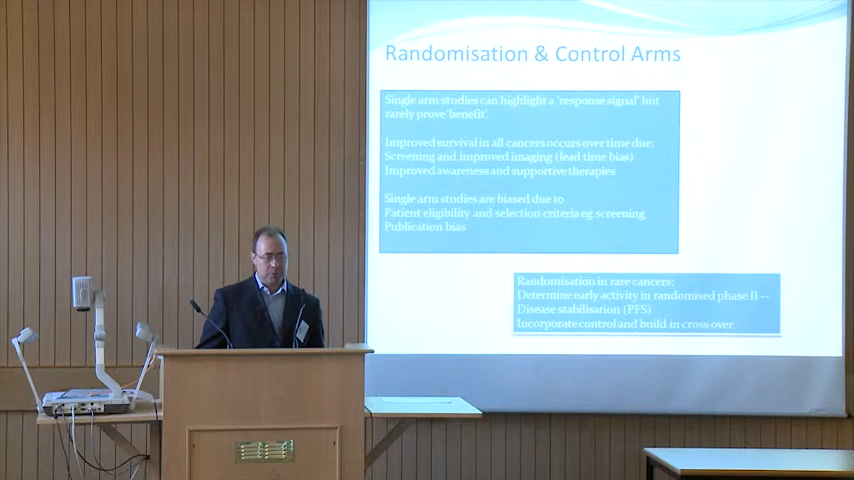 Randomisation & Control Arms
Single arm studies can highlight a 'response signal' but
rarely prove 'benefit'.
Improved survival in all cancers occurs over time due;
Screening and improved imaging (lead time bias)
Improved awareness and supportive therapies
Single arm studies are biased due to
Patient eligibility and selection criteria eg screening
Publication bias
Randomisation in rare cancers:
Determine early activity in randomised phase II –
Disease stabilisation (PFS)
Incorporate control and build in cross over